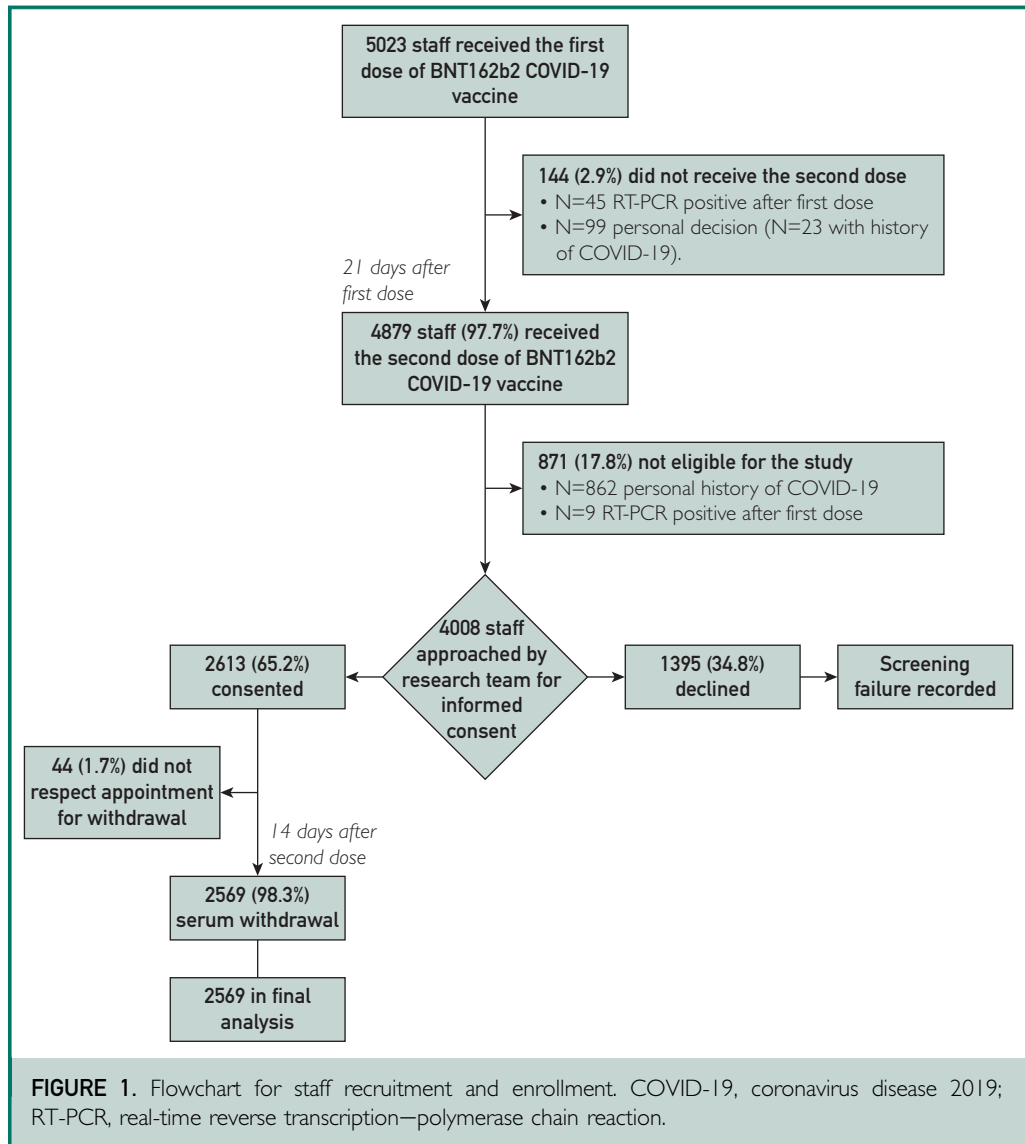 5023 staff received the first
dose of BNT162b2 COVID-19
vaccine
144 (2.9%) did not receive the second dose
• N=45 RT-PCR positive after first dose
• N=99 personal decision (N=23 with history
of COVID-19).
21 days after
first dose
4879 staff (97.7%) received
the second dose of BNT162b2
COVID-19 vaccine
871 (17.8%) not eligible for the study
• N=862 personal history of COVID-19
• N=9 RT-PCR positive after first dose
4008 staff
approached by
research team for
informed
consent
2613 (65.2%)
consented
1395 (34.8%)
declined
Screening
failure recorded
44 (1.7%) did not
respect appointment
for withdrawal
14 days after
second dose
2569 (98.3%)
serum withdrawal
2569 in final
analysis
FIGURE 1. Flowchart for staff recruitment and enrollment. COVID-19, coronavirus disease 2019;
RT-PCR, real-time reverse transcription—polymerase chain reaction.